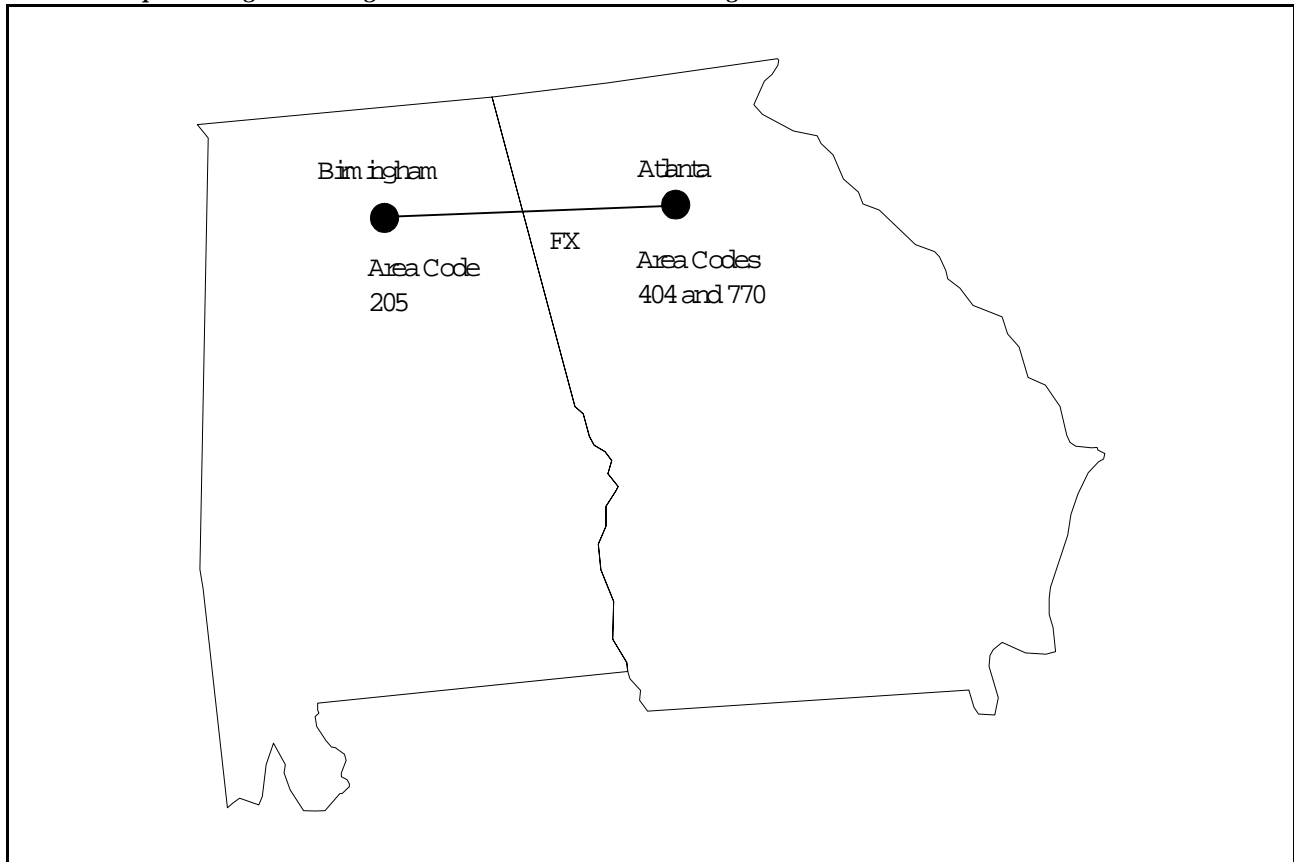 Birmingham
Atlanta
FX
Area Code
205
Area Codes
404 and 770